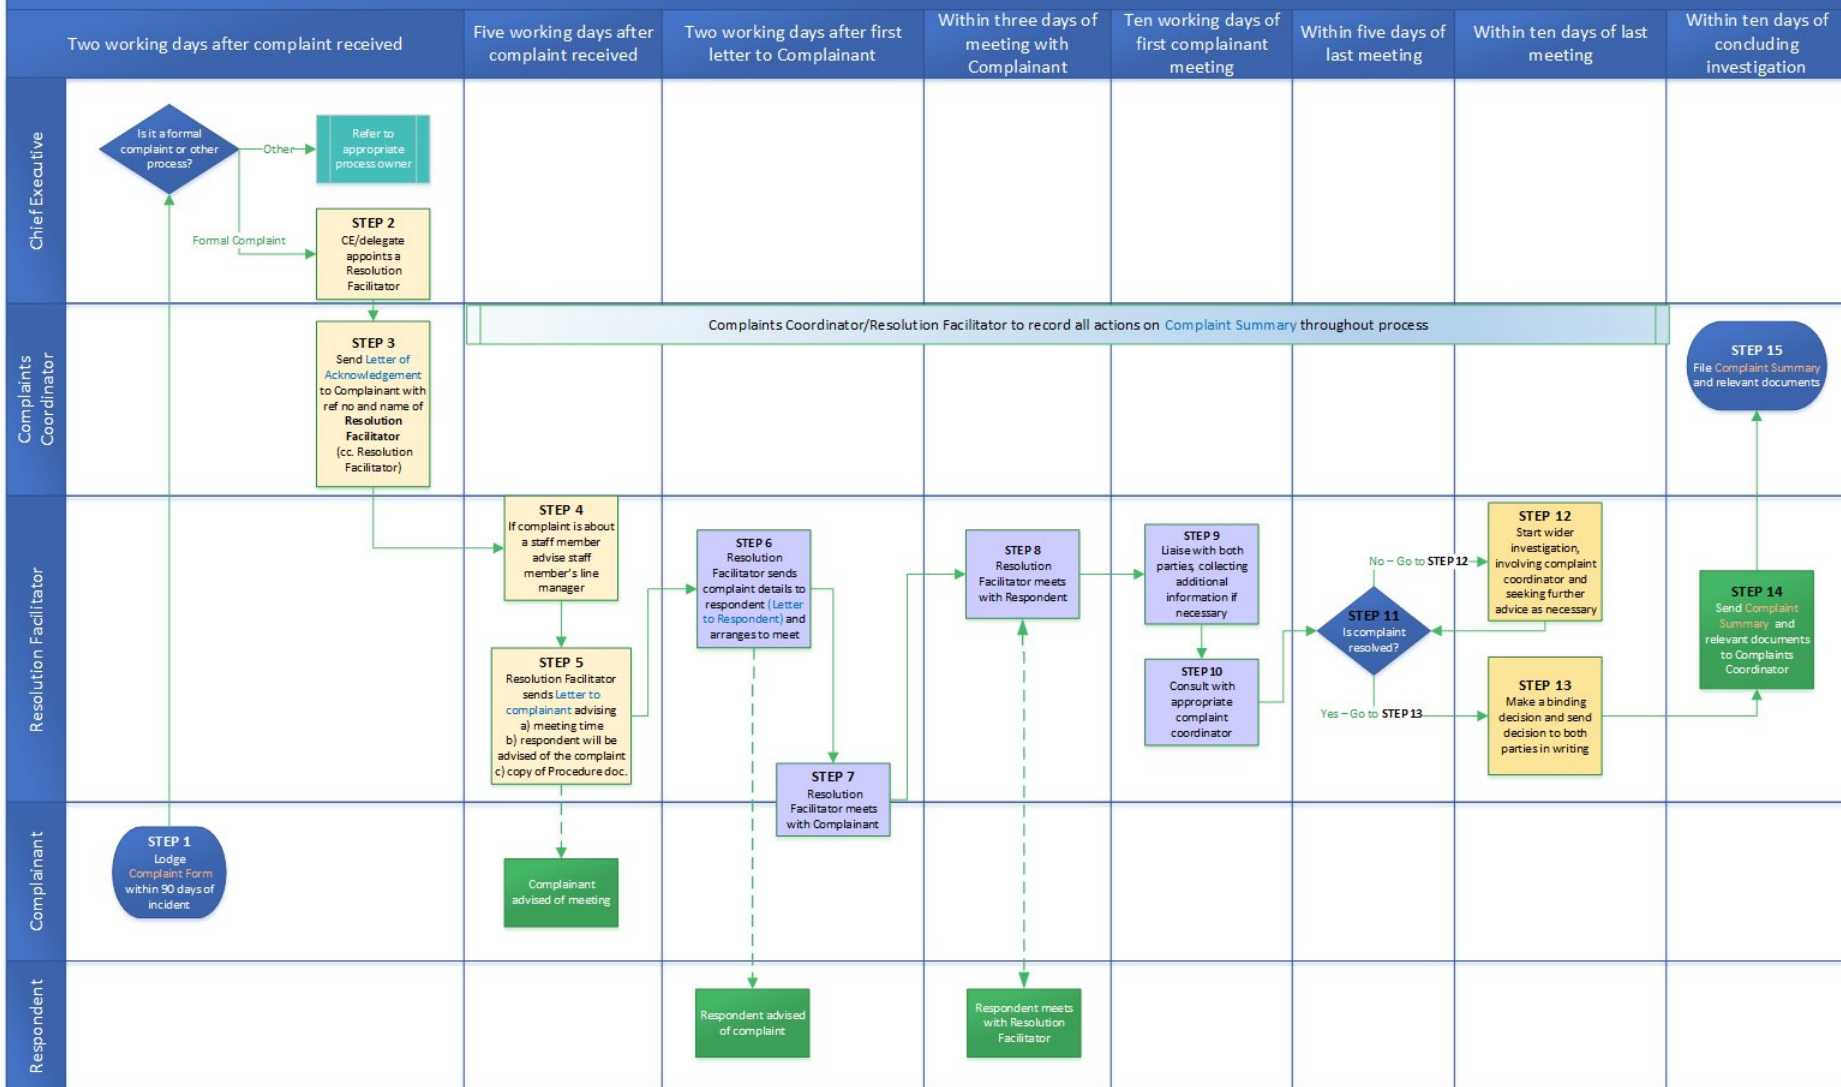 Two working days after complaint received
Five working days after
complaint received
Two working days after first
letter to Complainant
Within three days of
meeting with
Complainant
Ten working days of
first complainant
meeting
Within five days of
last meeting
Within ten days of last
meeting
Within ten days of
concluding
investigation
Chief Executive
Is it a formal
complaint or other
process?
Other
Refer to
appropriate
process owner
Formal Complaint
STEP 2
CE/delegate
appoints a
Resolution
Facilitator
Complaints
Coordinator
STEP 3
Send Letter of
Acknowledgement
to Complainant with
ref no and name of
Resolution
Facilitator
(cc. Resolution
Facilitator)
Complaints Coordinator/Resolution Facilitator to record all actions on Complaint Summary throughout process
STEP 15
File Complaint Summary
and relevant documents
Resolution Facilitator
STEP 4
If complaint is about
a staff member
advise staff
member's line
manager
STEP 5
Resolution Facilitator
sends Letter to
complainant advising
a) meeting time
b) respondent will be
advised of the complaint
c) copy of Procedure doc.
STEP 6
Resolution
Facilitator sends
complaint details to
respondent (Letter
to Respondent) and
arranges to meet
STEP 7
Resolution
Facilitator meets
with Complainant
STEP 8
Resolution
Facilitator meets
with Respondent
STEP 9
Liaise with both
parties, collecting
additional
information if
necessary
STEP 10
Consult with
appropriate
complaint
coordinator
STEP 11
Is complaint
resolved?
No – Go to STEP 12
Yes – Go to STEP 13
STEP 12
Start wider
investigation,
involving complaint
coordinator and
seeking further
advice as necessary
STEP 13
Make a binding
decision and send
decision to both
parties in writing
STEP 14
Send Complaint
Summary and
relevant documents
to Complaints
Coordinator
Complainant
STEP 1
Lodge
Complaint Form
within 90 days of
incident
Complainant
advised of meeting
Respondent
Respondent advised
of complaint
Respondent meets
with Resolution
Facilitator